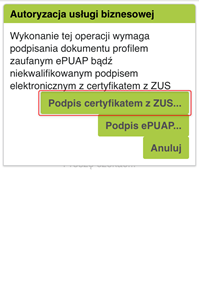 Autoryzacja usługi biznesowej
Wykonanie tej operacji wymaga
podpisania dokumentu profilem
zaufanym ePUAP bądź
niekwalifikowanym podpisem
elektronicznym z certyfikatem z ZUS
Podpis certyfikatem z ZUS...
Podpis ePUAP...
Anuluj